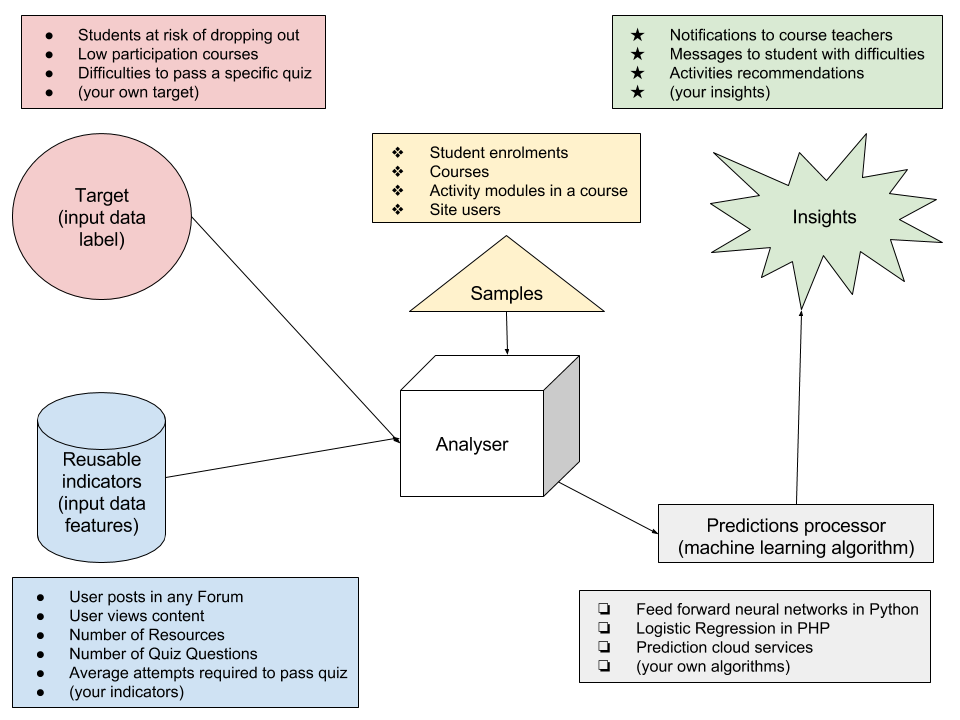 ● Students at risk of dropping out
● Low participation courses
● Difficulties to pass a specific quiz
● (your own target)
★ Notifications to course teachers
★ Messages to student with difficulties
★ Activities recommendations
★ (your insights)
Target
(input data
label)
❖ Student enrolments
❖ Courses
❖ Activity modules in a course
❖ Site users
Insights
Samples
Analyser
Reusable
indicators
(input data
features)
Predictions processor
(machine learning algorithm)
● User posts in any Forum
● User views content
● Number of Resources
● Number of Quiz Questions
● Average attempts required to pass quiz
● (your indicators)
❏ Feed forward neural networks in Python
❏ Logistic Regression in PHP
❏ Prediction cloud services
❏ (your own algorithms)